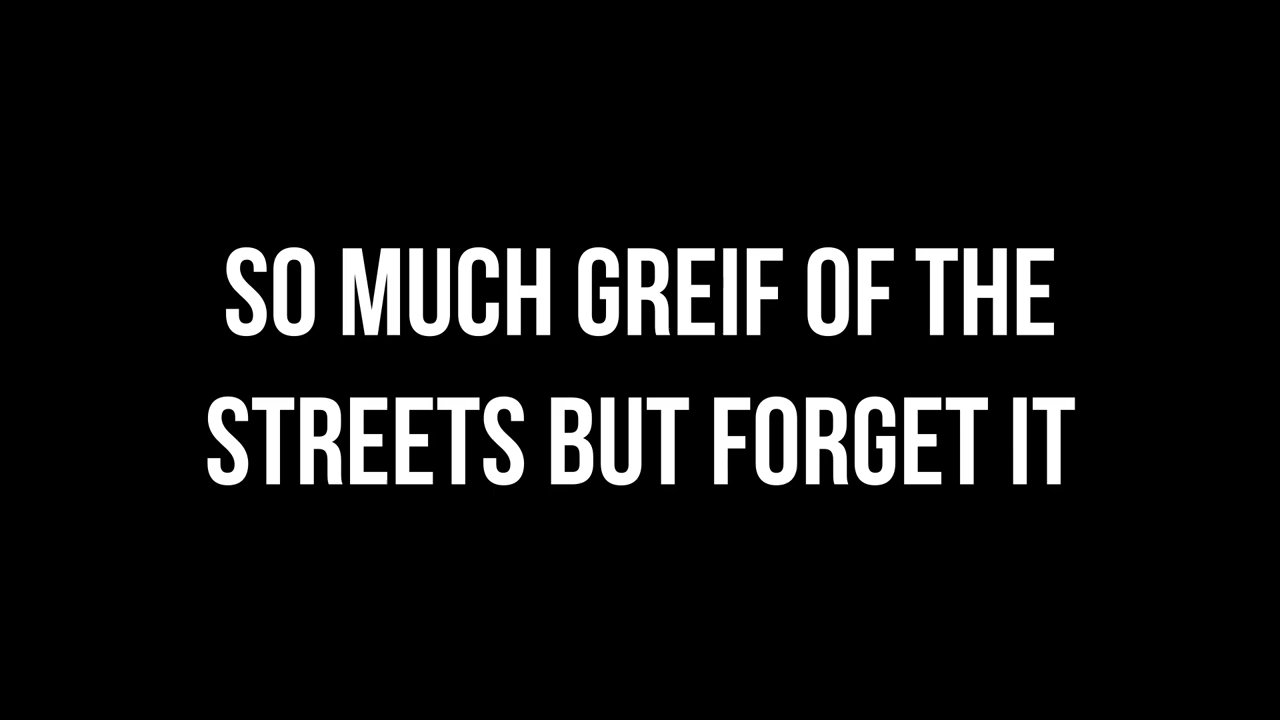 SO MUCH GREIF OF THE
STREETS BUT FORGET IT